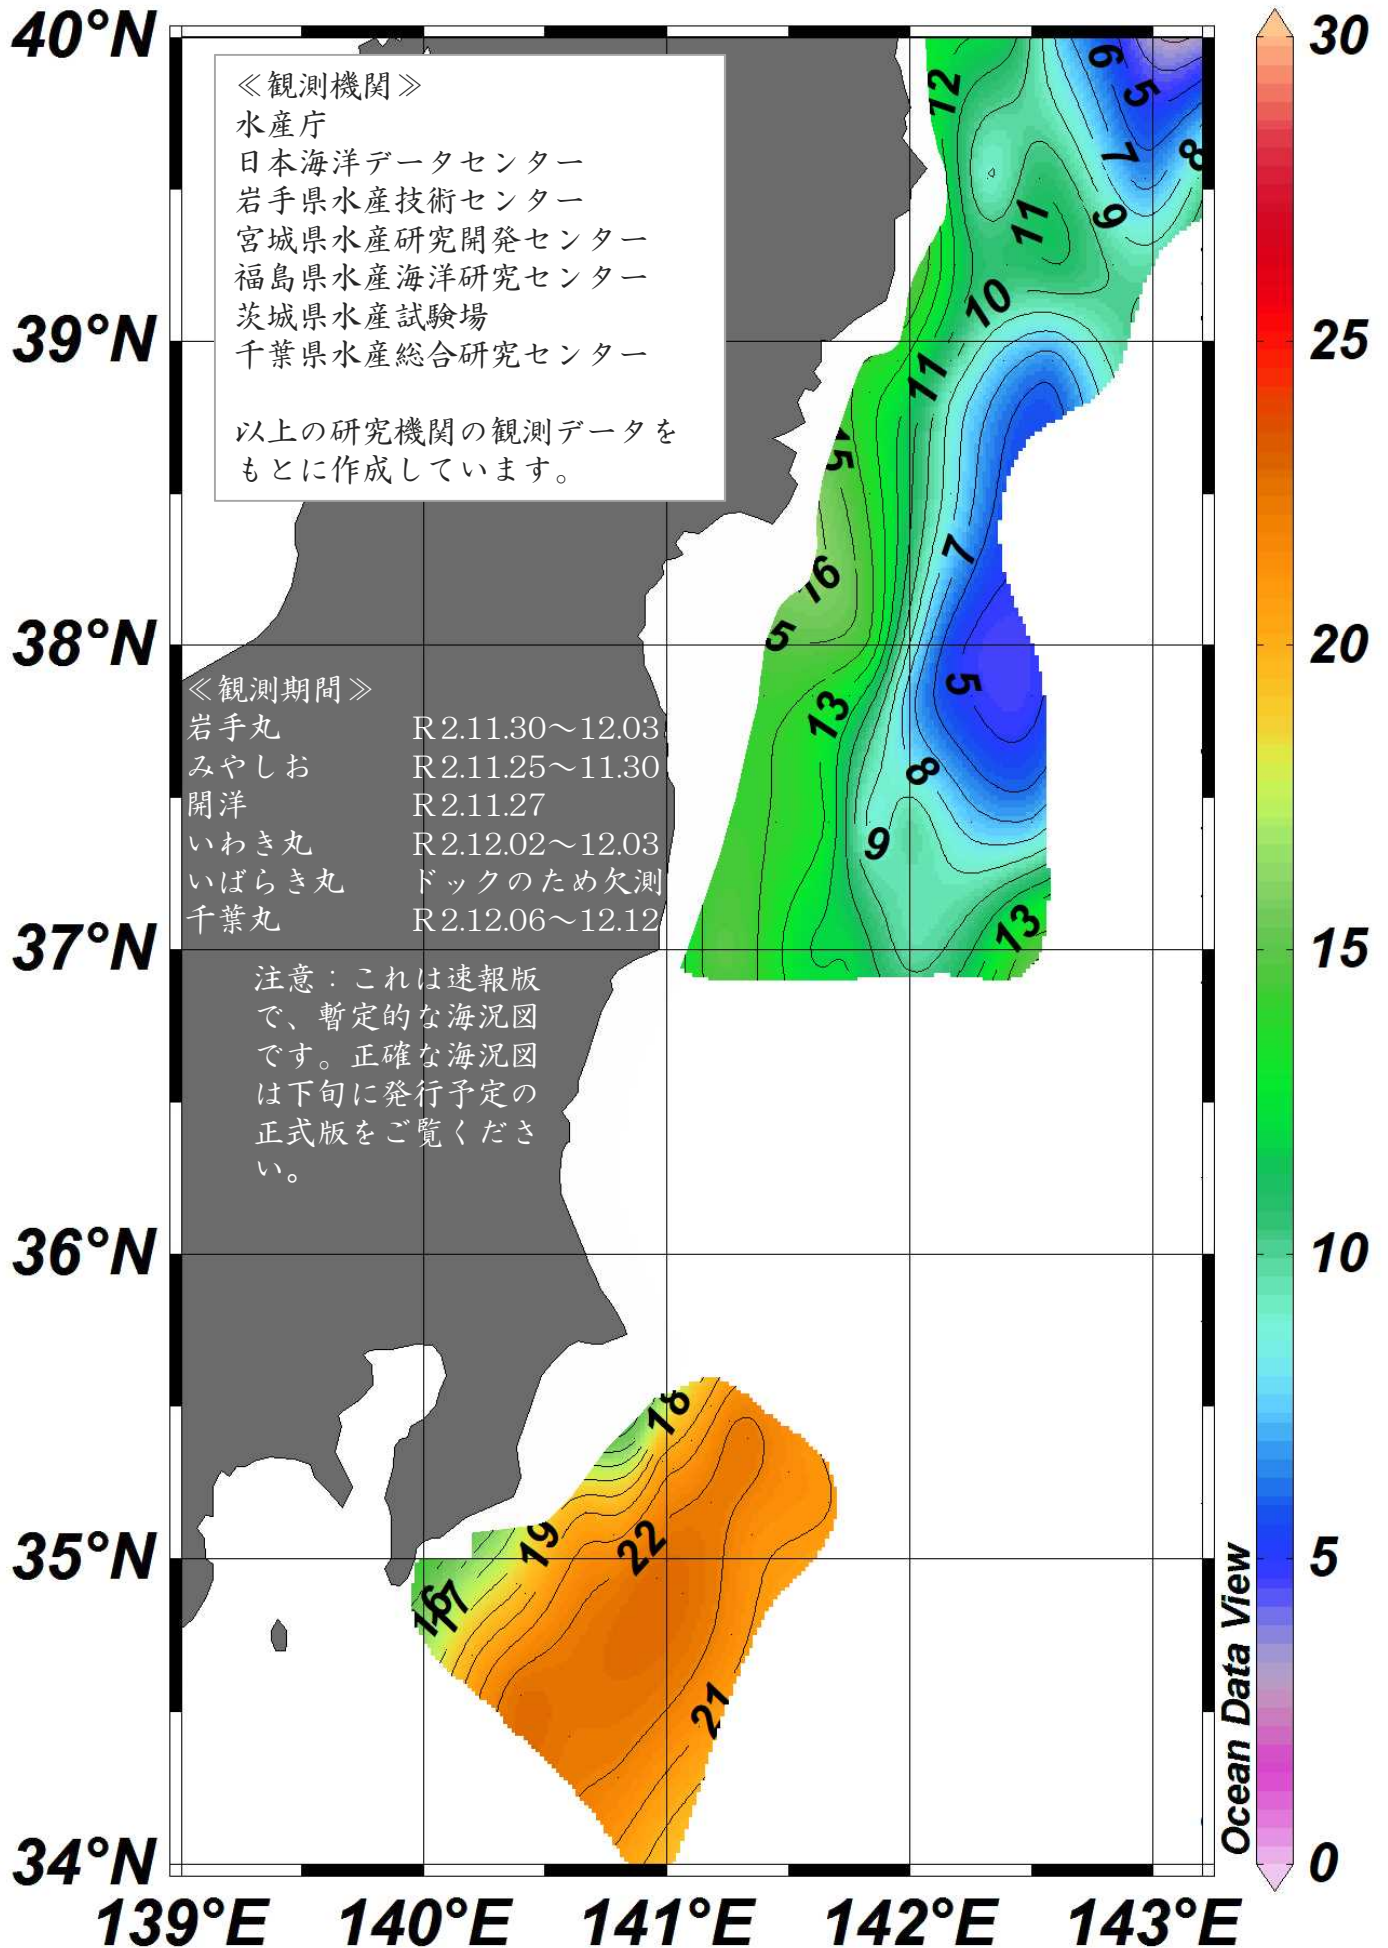 40°N
39°N
38°N
37°N
36°N
35°N
34°N
139°E 140°E 141°E 142°E 143°E
≪観測機関≫
水産庁
日本海洋データセンター
岩手県水産技術センター
宮城県水産研究開発センター
福島県水産海洋研究センター
茨城県水産試験場
千葉県水産総合研究センター
以上の研究機関の観測データを
もとに作成しています。
≪観測期間≫
岩手丸 R2.11.30～12.03
みやしお R2.11.25～11.30
開洋 R2.11.27
いわき丸 R2.12.02～12.03
いばらき丸 ドックのため欠測
千葉丸 R2.12.06～12.12
注意：これは速報版
で、暫定的な海況図
です。正確な海況図
は下旬に発行予定の
正式版をご覧くださ
い。
12
6
5
7
8
9
11
10
11
15
7
16
5
5
13
8
9
13
18
19
22
16
17
21
30
25
20
15
10
5
0
Ocean Data View